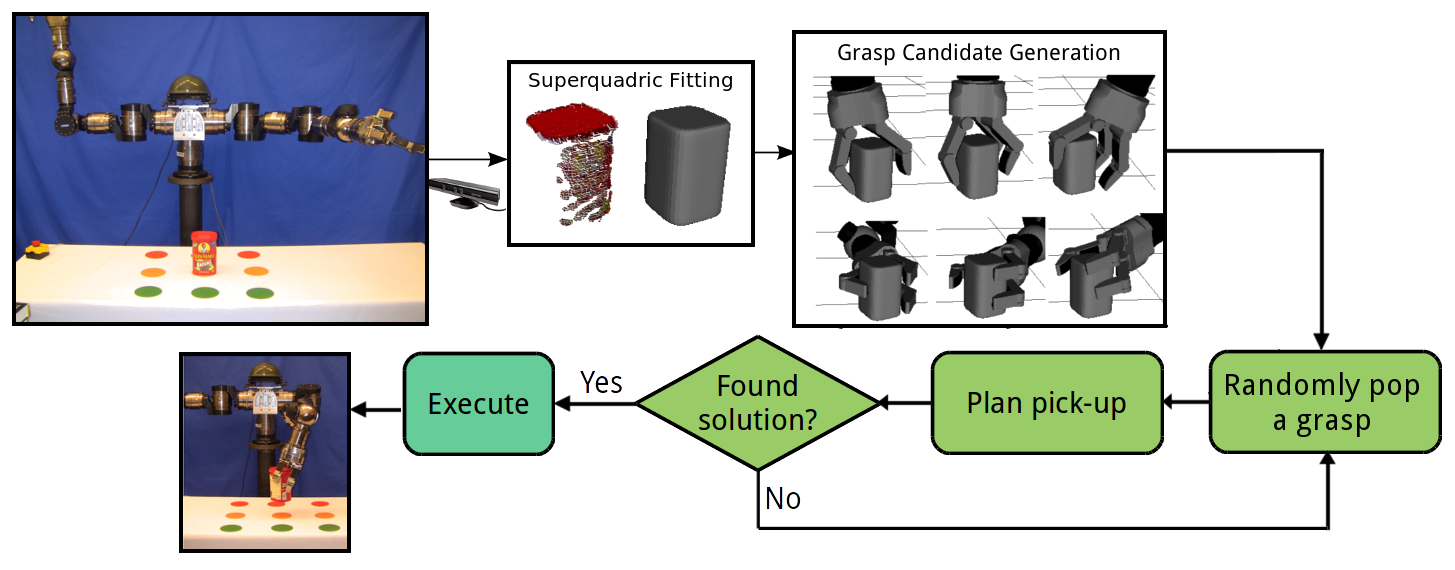 Superquadric Fitting
Grasp Candidate Generation
Execute
Yes
Found
solution?
Plan pick-up
Randomly pop
a grasp
No